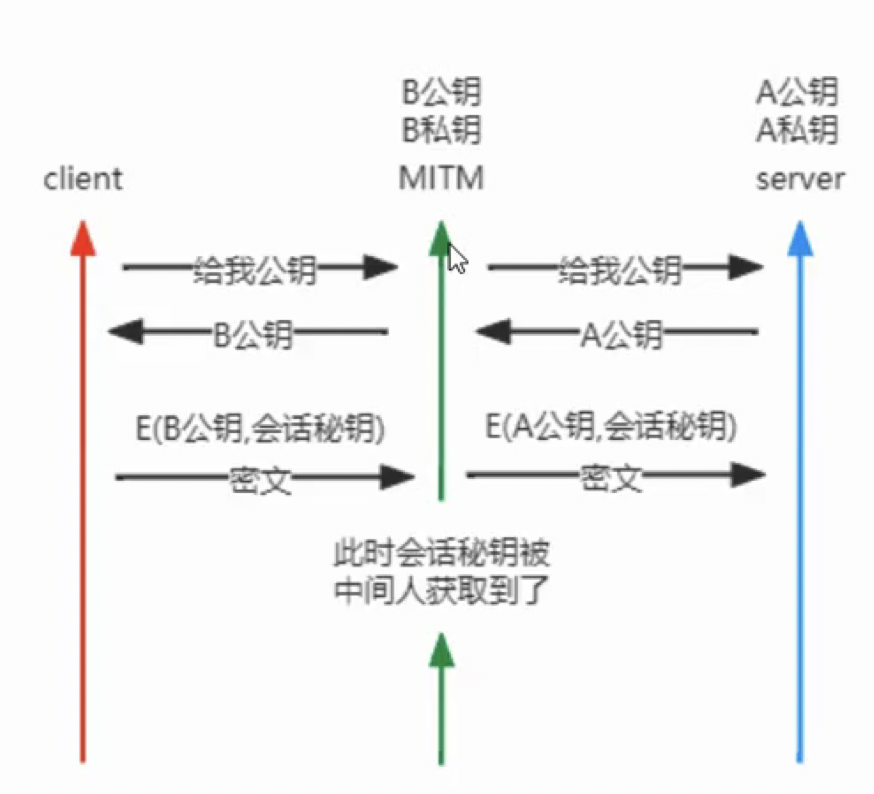 B公钥
A公钥
B私钥
A私钥
client
MITM
server
给我公钥
给我公钥
B公钥
A公钥
E(B公钥,会话秘钥)
E(A公钥,会话秘钥)
密文
密文
此时会话秘钥被
中间人获取到了